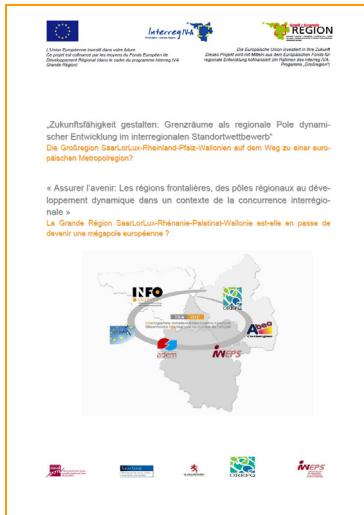 Interreg IV A
GRANDE RÉGION
L'Union Européenne investit dans votre future
Ce projet est cofinancé par les moyens du Fonds Européen de
Développement Régional (dans le cadre du programme Interreg IVA
Grande Région)
Die Europäische Union investiert in Ihre Zukunft
Dieses Projekt wird mit Mitteln aus dem Europäischen Fonds für
regionale Entwicklung kofinanziert (im Rahmen des Interreg IVA-
Programms „Großregion“)
„Zukunftsfähigkeit gestalten: Grenzräume als regionale Pole dynami-
scher Entwicklung im interregionalen Standortwettbewerb“
Die Großregion SaarLorLux-Rheinland-Pfalz-Wallonien auf dem Weg zu einer euro-
päischen Metropolregion?
« Assurer l'avenir: Les régions frontalières, des pôles régionaux au déve-
loppement dynamique dans un contexte de la concurrence interrégio-
nale »
La Grande Région SaarLorLux-Rhénanie-Palatinat-Wallonie est-elle en passe de
devenir une mégapole européenne ?
INFO
adem
IWEPS
IWEPS